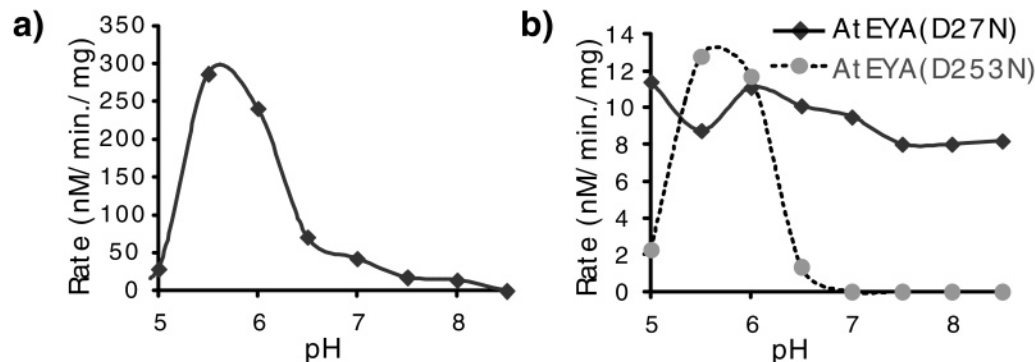 a)
Rate (nM/ min./ mg)
350
300
250
200
150
100
50
0
5 6 7 8
pH
b)
AtEYA(D27N)
AtEYA(D253N)
Rate (nM/ min./ mg)
14
12
10
8
6
4
2
0
5 6 7 8
pH